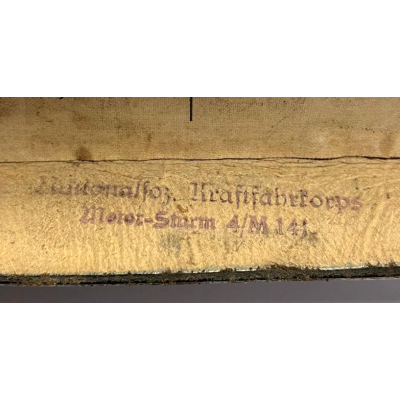 Nationalsoz. Kraftfahrkorps
Motor-Sturm 4/M 141.